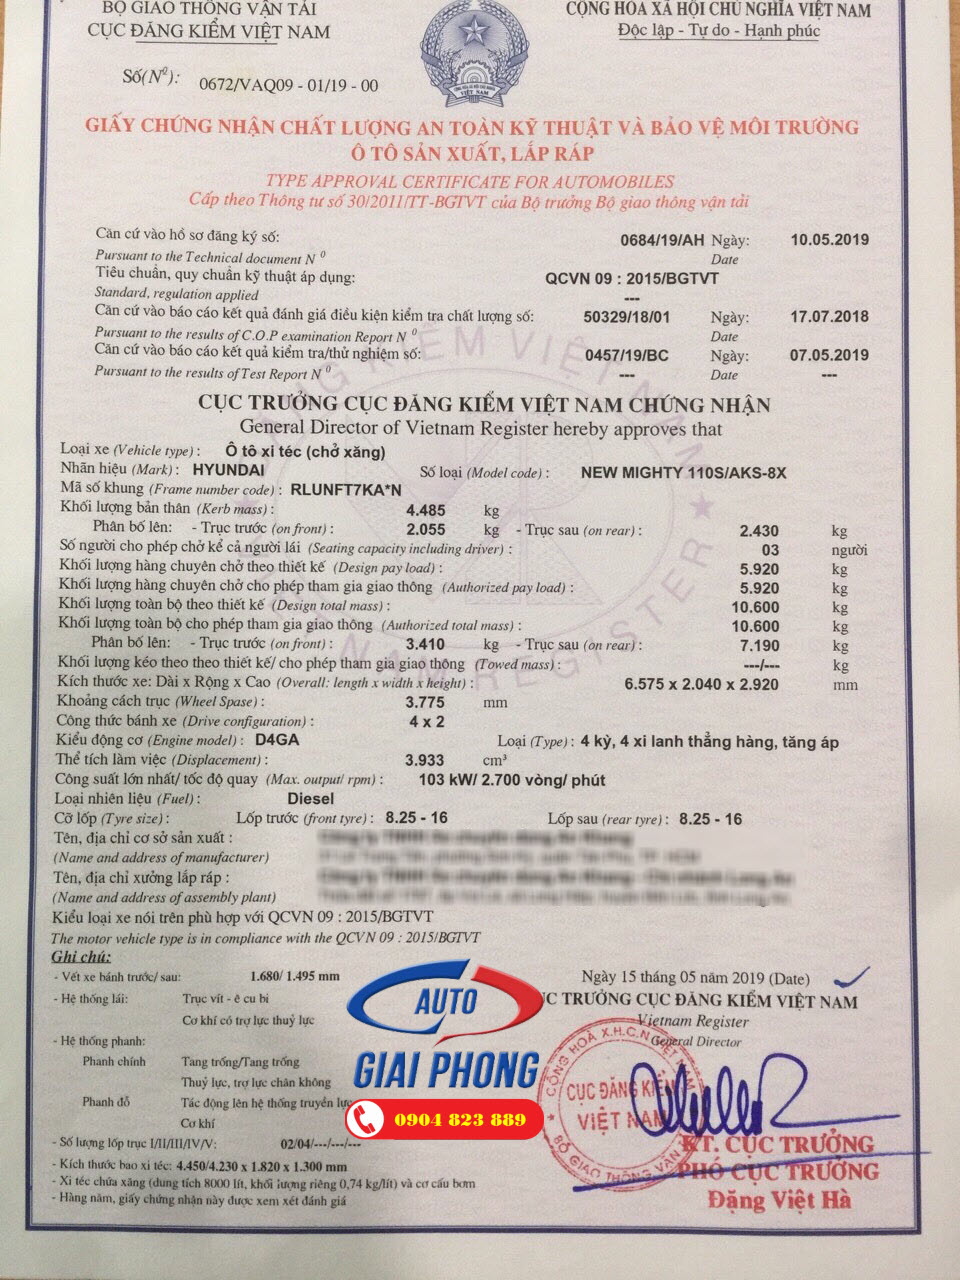 BỘ GIAO THÔNG VẬN TẢI
CỘNG HÒA XÃ HỘI CHỦ NGHĨA VIỆT NAM
CỤC ĐĂNG KIỂM VIỆT NAM
Độc lập - Tự do - Hạnh phúc
Số(Nº): 0672/VAQ09 - 01/19 - 00
VIỆT NAM
GIẤY CHỨNG NHẬN CHẤT LƯỢNG AN TOÀN KỸ THUẬT VÀ BẢO VỆ MÔI TRƯỜNG
Ô TÔ SẢN XUẤT, LẮP RÁP
TYPE APPROVAL CERTIFICATE FOR AUTOMOBILES
Cấp theo Thông tư số 30/2011/TT-BGTVT của Bộ trưởng Bộ giao thông vận tải
Căn cứ vào hồ sơ đăng ký số: 0684/19/AH Ngày: 10.05.2019
Pursuant to the Technical document N 0 Date
Tiêu chuẩn, quy chuẩn kỹ thuật áp dụng: QCVN 09 : 2015/BGTVT
Standard, regulation applied ---
Căn cứ vào báo cáo kết quả đánh giá điều kiện kiểm tra chất lượng số: 50329/18/01 Ngày: 17.07.2018
Pursuant to the results of C.O.P examination Report N 0 Date
Căn cứ vào báo cáo kết quả kiểm tra/thử nghiệm số: 0457/19/BC Ngày: 07.05.2019
Pursuant to the results of Test Report N 0 --- Date ---
CỤC TRƯỞNG CỤC ĐĂNG KIỂM VIỆT NAM CHỨNG NHẬN
General Director of Vietnam Register hereby approves that
Loại xe (Vehicle type) : Ô tô xi téc (chở xăng)
Nhãn hiệu (Mark) : HYUNDAI Số loại (Model code) : NEW MIGHTY 110S/AKS-8X
Mã số khung (Frame number code) : RLUNFT7KA*N
Khối lượng bản thân (Kerb mass) : 4.485 kg
Phân bố lên: - Trục trước (on front) : 2.055 kg - Trục sau (on rear) : 2.430 kg
Số người cho phép chở kể cả người lái (Seating capacity including driver) : 03 người
Khối lượng hàng chuyên chở theo thiết kế (Design pay load) : 5.920 kg
Khối lượng hàng chuyên chở cho phép tham gia giao thông (Authorized pay load) : 5.920 kg
Khối lượng toàn bộ theo thiết kế (Design total mass) : 10.600 kg
Khối lượng toàn bộ cho phép tham gia giao thông (Authorized total mass) : 10.600 kg
Phân bố lên: - Trục trước (on front) : 3.410 kg - Trục sau (on rear) : 7.190 kg
Khối lượng kéo theo theo thiết kế/ cho phép tham gia giao thông (Towed mass) : ---/--- kg
Kích thước xe: Dài x Rộng x Cao (Overall: length x width x height) : 6.575 x 2.040 x 2.920 mm
Khoảng cách trục (Wheel Spase) : 3.775 mm
Công thức bánh xe (Drive configuration) : 4 x 2
Kiểu động cơ (Engine model) : D4GA Loại (Type) : 4 kỳ, 4 xi lanh thẳng hàng, tăng áp
Thể tích làm việc (Displacement) : 3.933 cm³
Công suất lớn nhất/ tốc độ quay (Max. output/ rpm) : 103 kW/ 2.700 vòng/ phút
Loại nhiên liệu (Fuel) : Diesel
Cỡ lốp (Tyre size) : Lốp trước (front tyre) : 8.25 - 16 Lốp sau (rear tyre) : 8.25 - 16
Tên, địa chỉ cơ sở sản xuất :
(Name and address of manufacturer)
Tên, địa chỉ xưởng lắp ráp :
(Name and address of assembly plant)
Kiểu loại xe nói trên phù hợp với QCVN 09 : 2015/BGTVT
The motor vehicle type is in compliance with the QCVN 09 : 2015/BGTVT
Ghi chú:
- Vết xe bánh trước/ sau: 1.680/ 1.495 mm
- Hệ thống lái: Trục vít - ê cu bi
Cơ khí có trợ lực thuỷ lực
- Hệ thống phanh:
Phanh chính Tang trống/Tang trống
Thuỷ lực, trợ lực chân không
Phanh đỗ Tác động lên hệ thống truyền lực
Cơ khí
- Số lượng lốp trục I/II/III/IV/V: 02/04/---/---/---
- Kích thước bao xi téc: 4.450/4.230 x 1.820 x 1.300 mm
- Xi téc chứa xăng (dung tích 8000 lít, khối lượng riêng 0,74 kg/lít) và cơ cấu bơm
- Hàng năm, giấy chứng nhận này được xem xét đánh giá
AUTO
GIAI PHONG
0904 823 889
Ngày 15 tháng 05 năm 2019 (Date)
ỤC TRƯỞNG CỤC ĐĂNG KIỂM VIỆT NAM
Vietnam Register
General Director
CỘNG HOÀ X.H.C.N VIỆT NAM
CỤC ĐĂNG KIỂM
VIỆT NAM
BỘ GIAO THÔNG VẬN TẢI
KT. CỤC TRƯỞNG
PHÓ CỤC TRƯỞNG
Đặng Việt Hà
ĐĂNG KIỂM VIỆT NAM
VIETNAM REGISTER